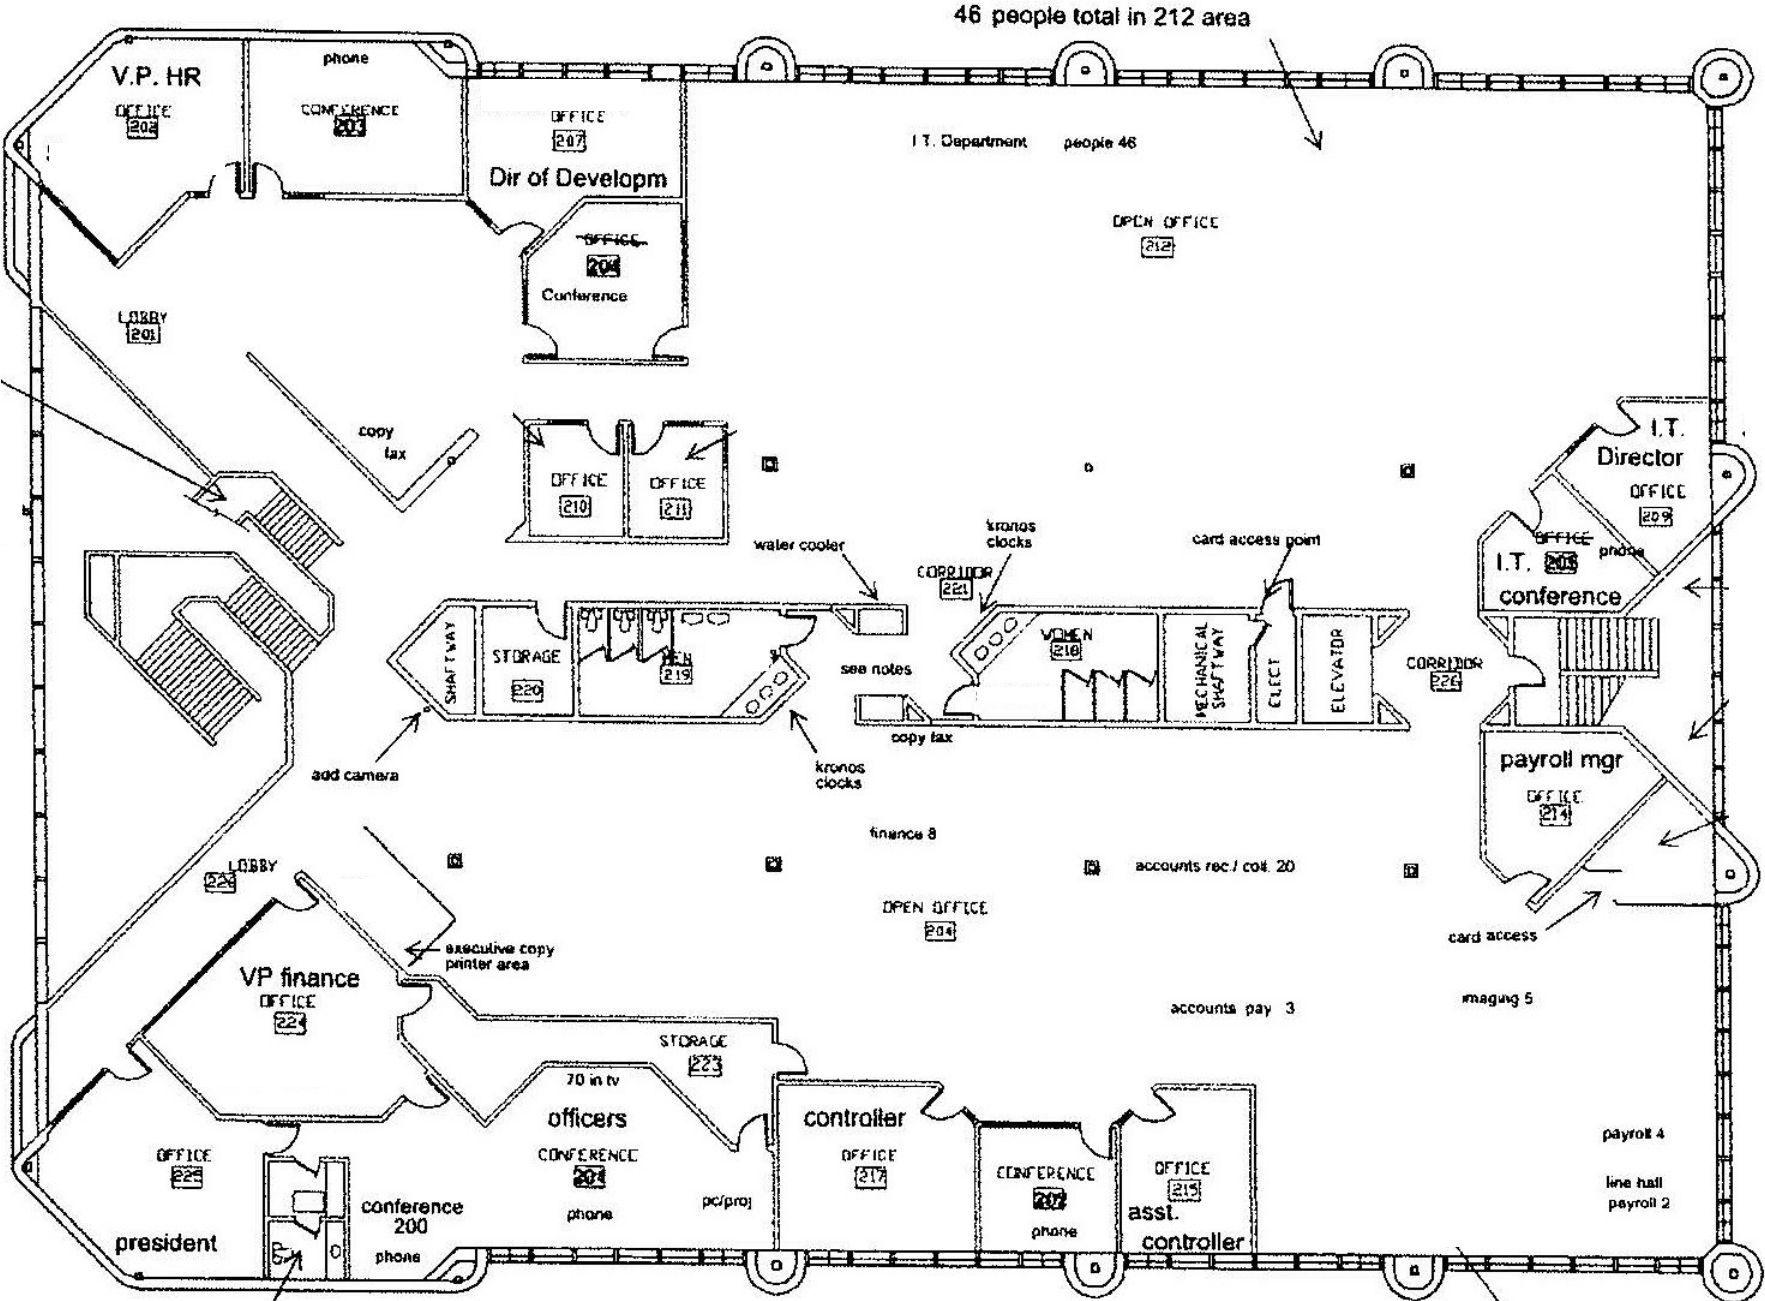 46 people total in 212 area
V.P. HR
OFFICE
202
phone
CONFERENCE
203
OFFICE
207
Dir of Developm
I.T. Department people 46
OPEN OFFICE
212
OFFICE
Conference
LOBBY
201
copy
fax
OFFICE
210
OFFICE
211
I.T.
Director
OFFICE
209
OFFICE
phone
I.T.
conference
water cooler
kronos
clocks
card access point
CORRIDOR
221
SHAFTWAY
STORAGE
220
MEN
219
see notes
WOMEN
218
MECHANICAL
SHAFTWAY
ELECT
ELEVATOR
CORRIDOR
226
copy fax
add camera
kronos
clocks
payroll mgr
OFFICE
214
finance 8
accounts rec./ coll. 20
OPEN OFFICE
card access
LOBBY
executive copy
printer area
VP finance
OFFICE
224
accounts pay 3
imaging 5
STORAGE
223
70 in tv
officers
CONFERENCE
phone
pc/proj
controller
OFFICE
217
CONFERENCE
phone
OFFICE
215
asst.
controller
OFFICE
225
president
conference
200
phone
payroll 4
line hall
payroll 2